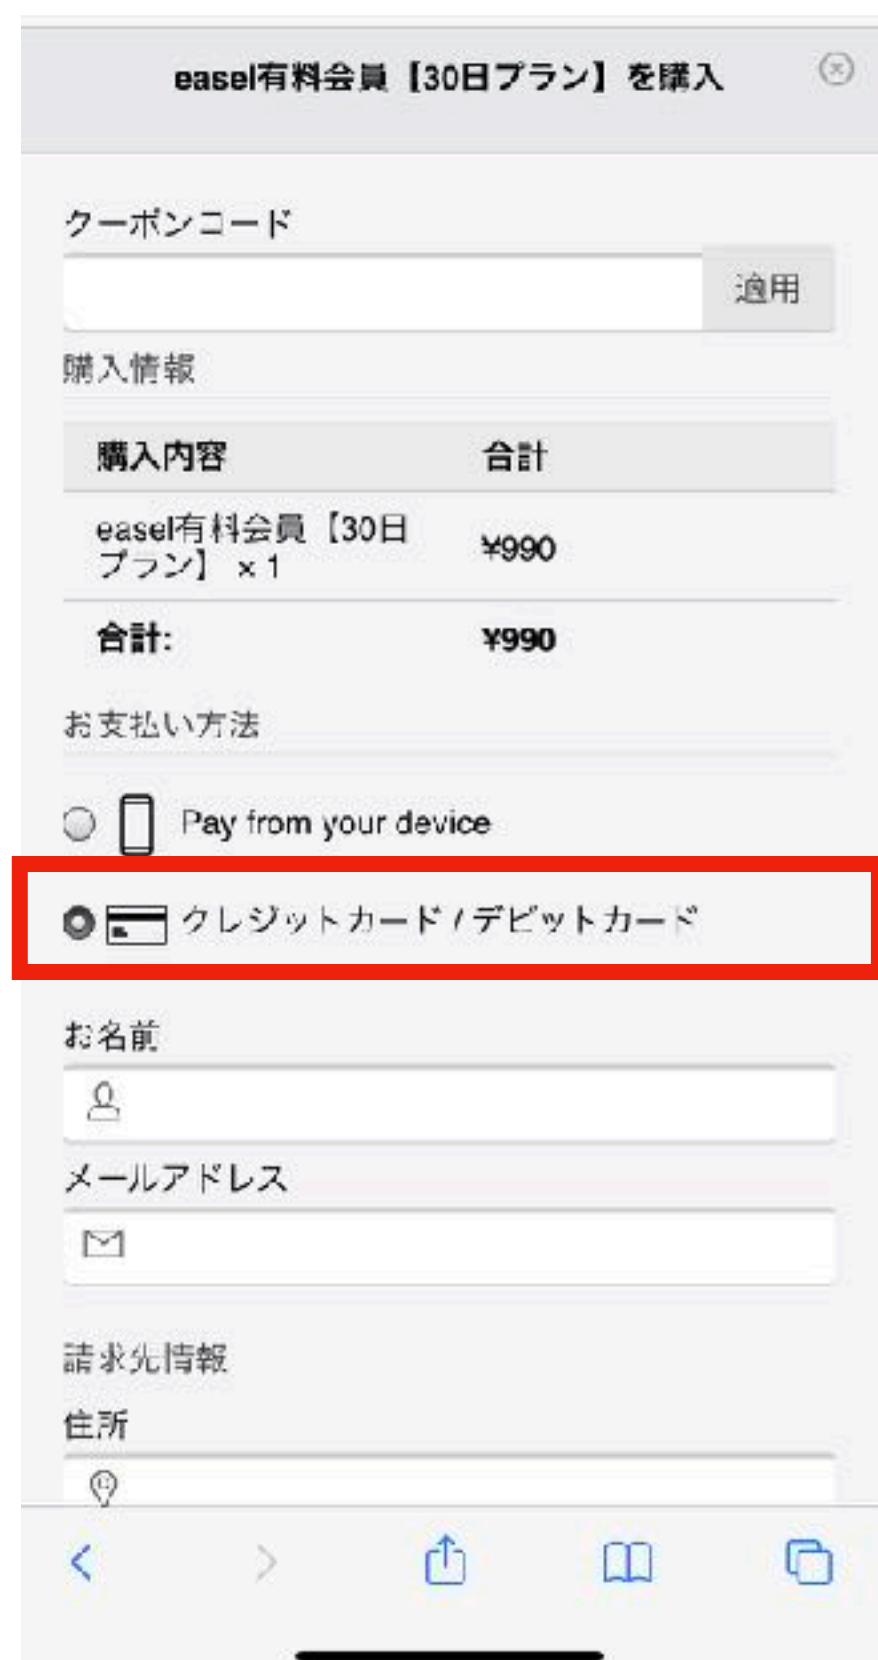 easel有料会員【30日プラン】を購入
クーポンコード
適用
購入情報
購入内容 合計
easel有料会員【30日
プラン】 × 1 ¥990
合計: ¥990
お支払い方法
Pay from your device
クレジットカード / デビットカード
お名前
メールアドレス
請求先情報
住所